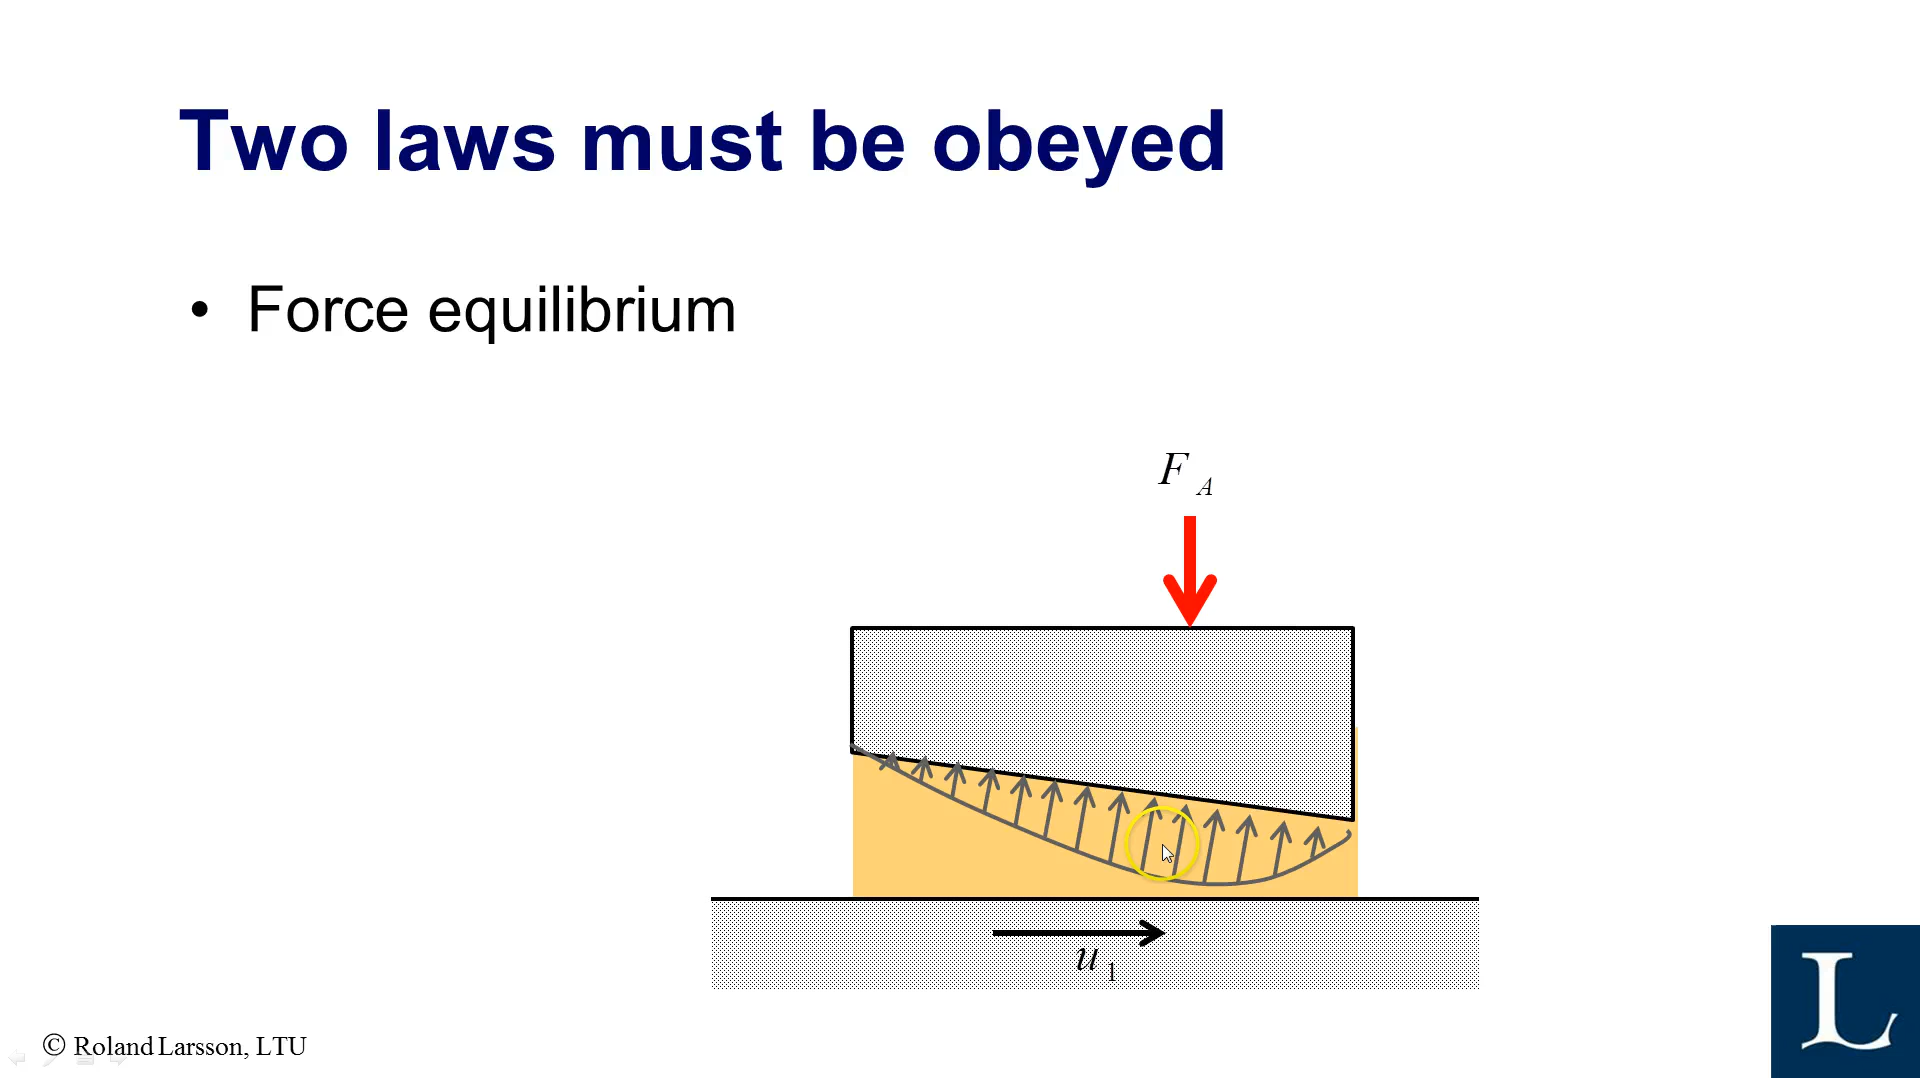 Two laws must be obeyed
• Force equilibrium
F A
u 1
© Roland Larsson, LTU
L